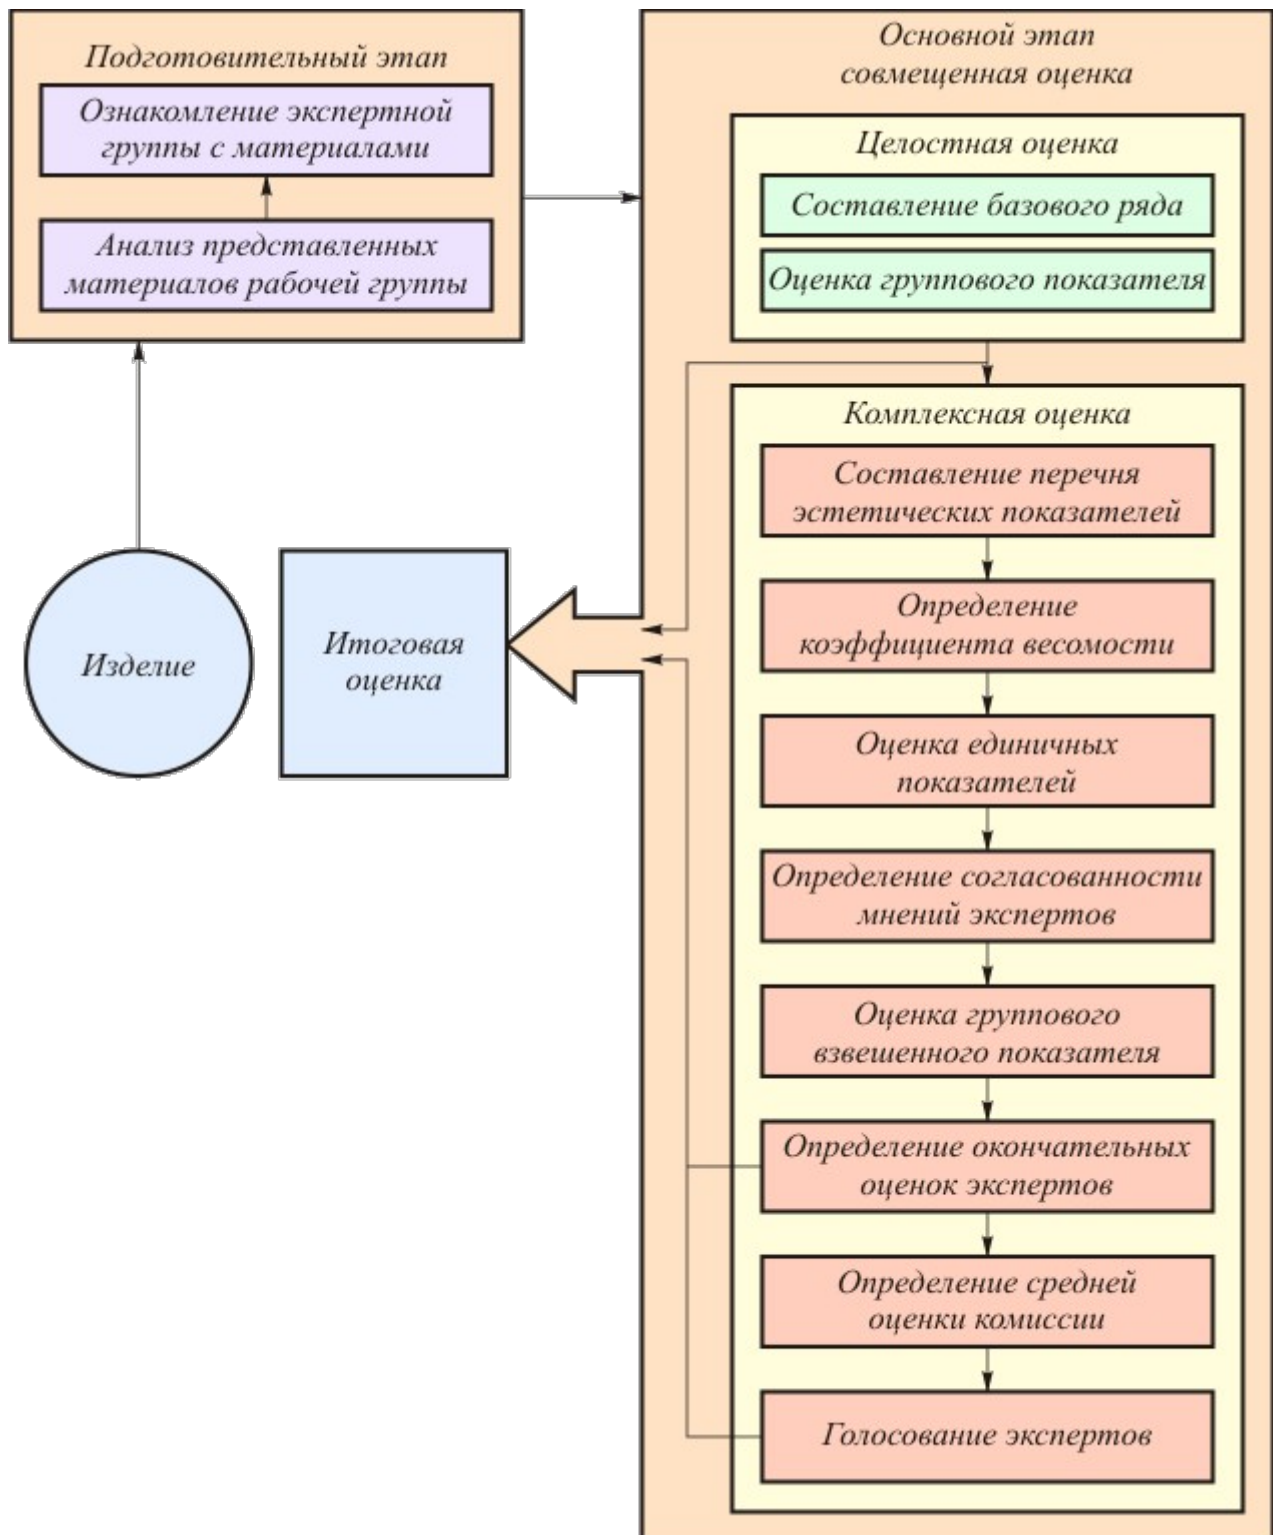 Подготовительный этап
Ознакомление экспертной
группы с материалами
Анализ представленных
материалов рабочей группы
Изделие
Итоговая
оценка
Основной этап
совмещенная оценка
Целостная оценка
Составление базового ряда
Оценка группового показателя
Комплексная оценка
Составление перечня
эстетических показателей
Определение
коэффициента весомости
Оценка единичных
показателей
Определение согласованности
мнений экспертов
Оценка группового
взвешенного показателя
Определение окончательных
оценок экспертов
Определение средней
оценки комиссии
Голосование экспертов